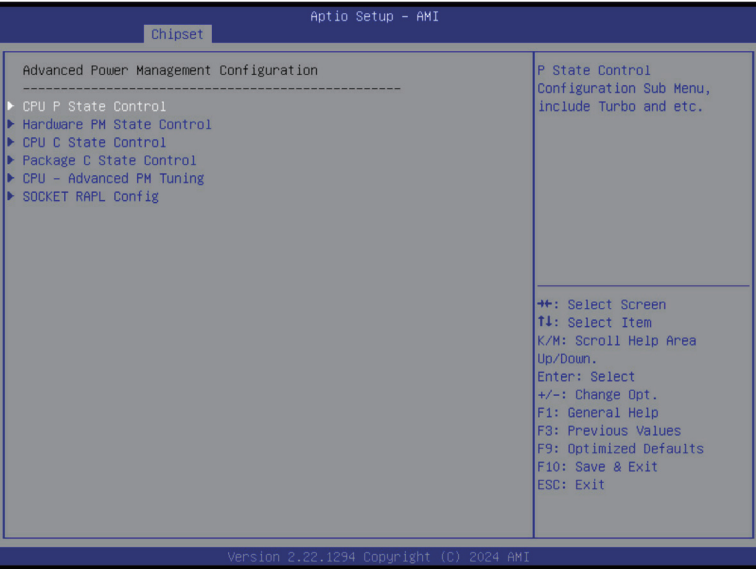 Aptio Setup – AMI
Chipset
Advanced Power Management Configuration
--------------------------------------------------
▶ CPU P State Control
▶ Hardware PM State Control
▶ CPU C State Control
▶ Package C State Control
▶ CPU – Advanced PM Tuning
▶ SOCKET RAPL Config
P State Control
Configuration Sub Menu,
include Turbo and etc.
→←: Select Screen
↑↓: Select Item
K/M: Scroll Help Area
Up/Down.
Enter: Select
+/–: Change Opt.
F1: General Help
F3: Previous Values
F9: Optimized Defaults
F10: Save & Exit
ESC: Exit
Version 2.22.1294 Copyright (C) 2024 AMI